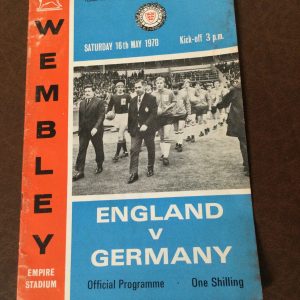 SATURDAY 16th MAY 1970 Kick-off 3 p.m.
WEMBLEY
EMPIRE
STADIUM
ENGLAND
v
GERMANY
Official Programme One Shilling